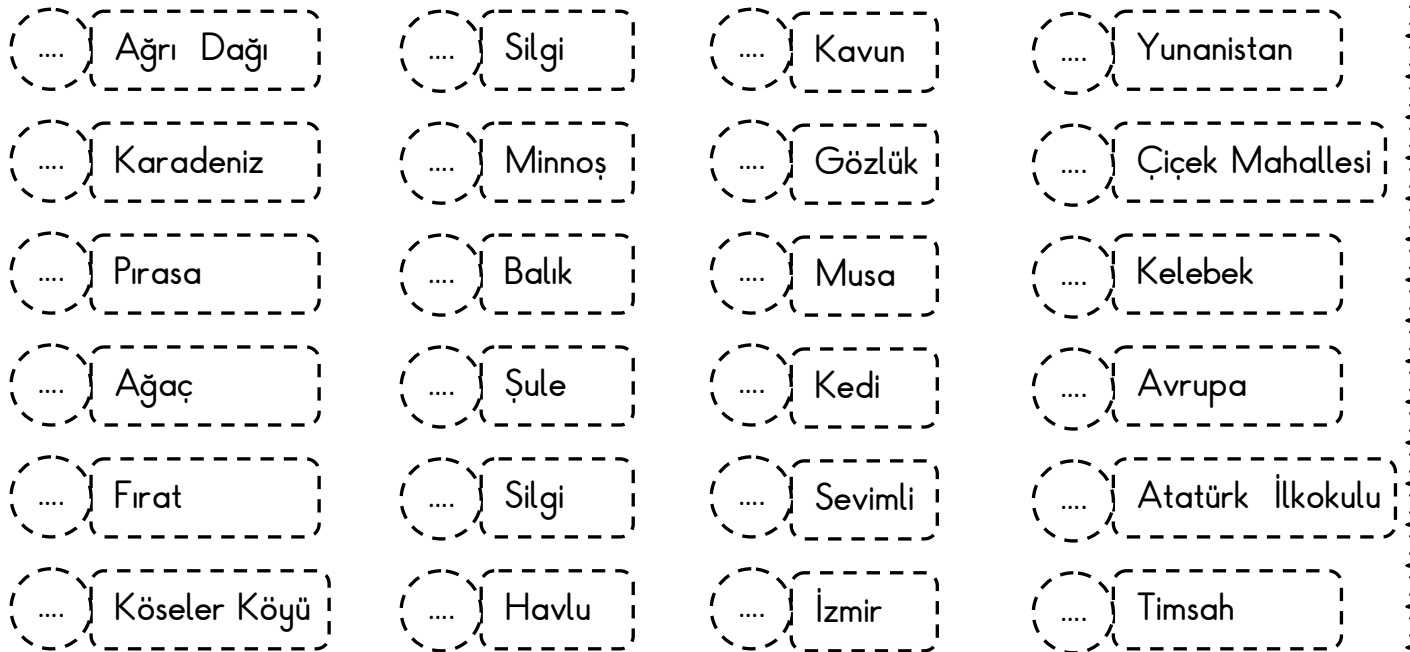 .... Ağrı Dağı .... Silgi .... Kavun .... Yunanistan
.... Karadeniz .... Minnoş .... Gözlük .... Çiçek Mahallesi
.... Pırasa .... Balık .... Musa .... Kelebek
.... Ağaç .... Şule .... Kedi .... Avrupa
.... Fırat .... Silgi .... Sevimli .... Atatürk İlkokulu
.... Köseler Köyü .... Havlu .... İzmir .... Timsah